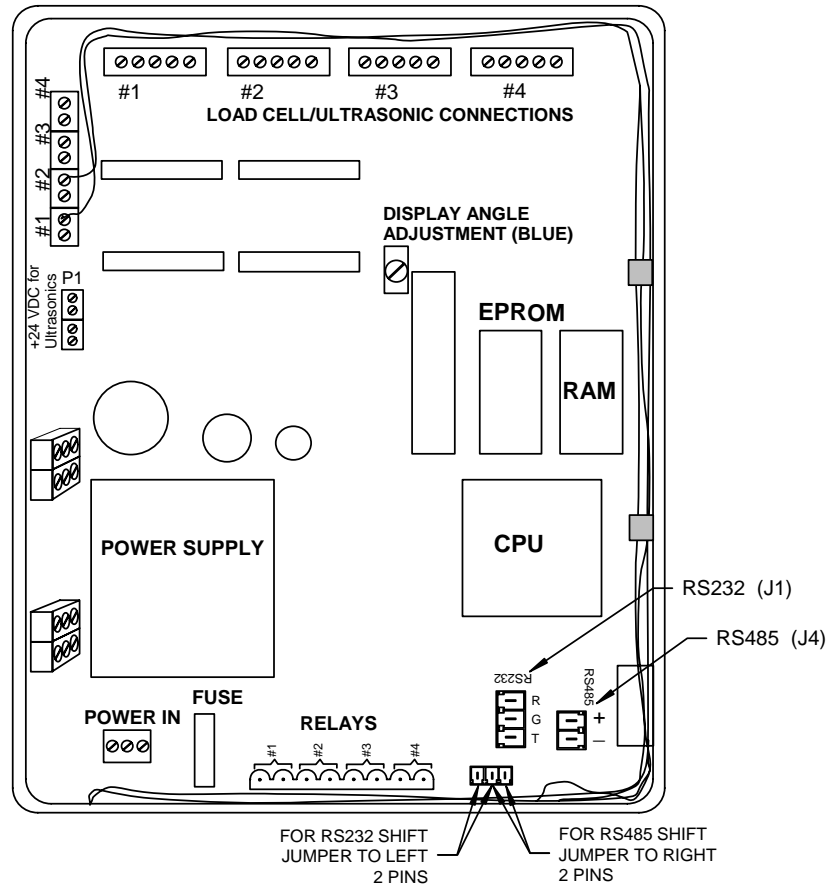 #1 #2 #3 #4
LOAD CELL/ULTRASONIC CONNECTIONS
#4
#3
#2
#1
DISPLAY ANGLE
ADJUSTMENT (BLUE)
+24 VDC for
Ultrasonics
P1
EPROM
RAM
POWER SUPPLY
CPU
RS232 (J1)
RS485 (J4)
RS232
R
G
T
RS485
+
–
FUSE
POWER IN
RELAYS
#1 #2 #3 #4
FOR RS232 SHIFT
JUMPER TO LEFT
2 PINS
FOR RS485 SHIFT
JUMPER TO RIGHT
2 PINS